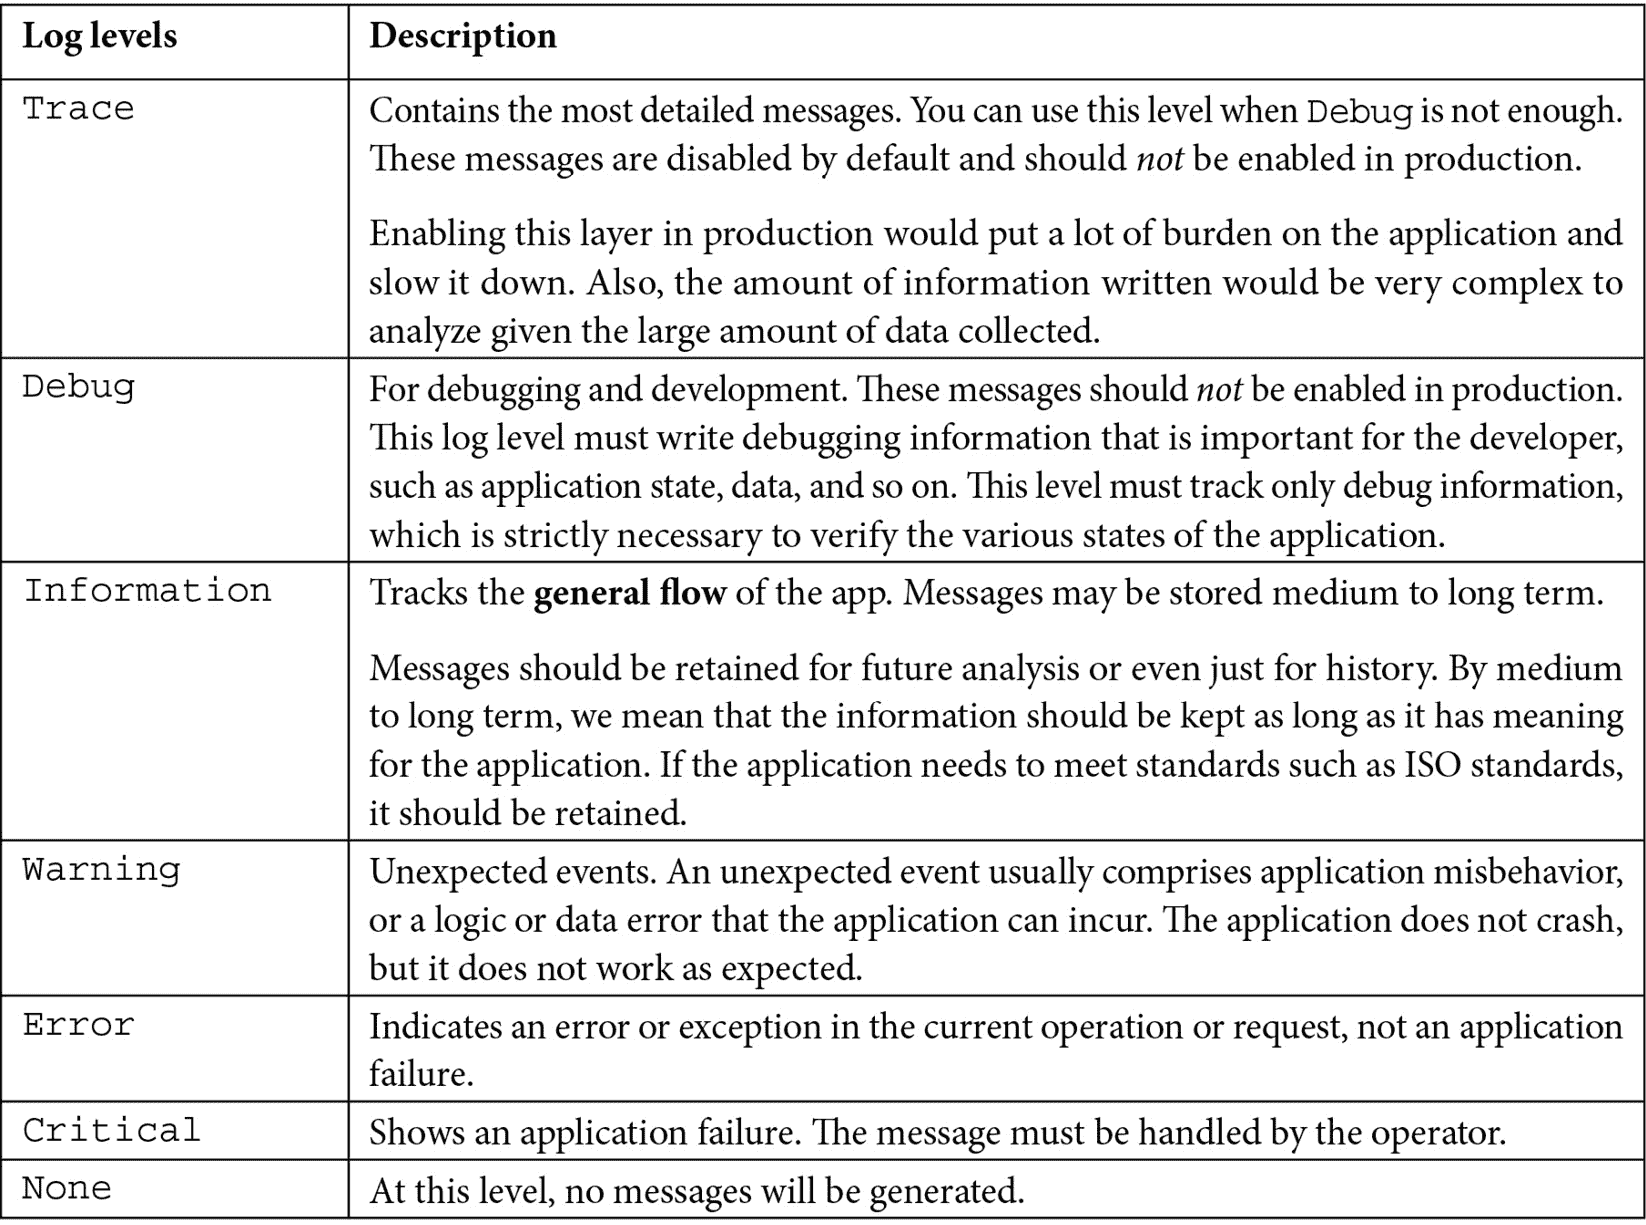 Log levels Description
Trace Contains the most detailed messages. You can use this level when Debug is not enough.
These messages are disabled by default and should not be enabled in production.
Enabling this layer in production would put a lot of burden on the application and
slow it down. Also, the amount of information written would be very complex to
analyze given the large amount of data collected.
Debug For debugging and development. These messages should not be enabled in production.
This log level must write debugging information that is important for the developer,
such as application state, data, and so on. This level must track only debug information,
which is strictly necessary to verify the various states of the application.
Information Tracks the general flow of the app. Messages may be stored medium to long term.
Messages should be retained for future analysis or even just for history. By medium
to long term, we mean that the information should be kept as long as it has meaning
for the application. If the application needs to meet standards such as ISO standards,
it should be retained.
Warning Unexpected events. An unexpected event usually comprises application misbehavior,
or a logic or data error that the application can incur. The application does not crash,
but it does not work as expected.
Error Indicates an error or exception in the current operation or request, not an application
failure.
Critical Shows an application failure. The message must be handled by the operator.
None At this level, no messages will be generated.